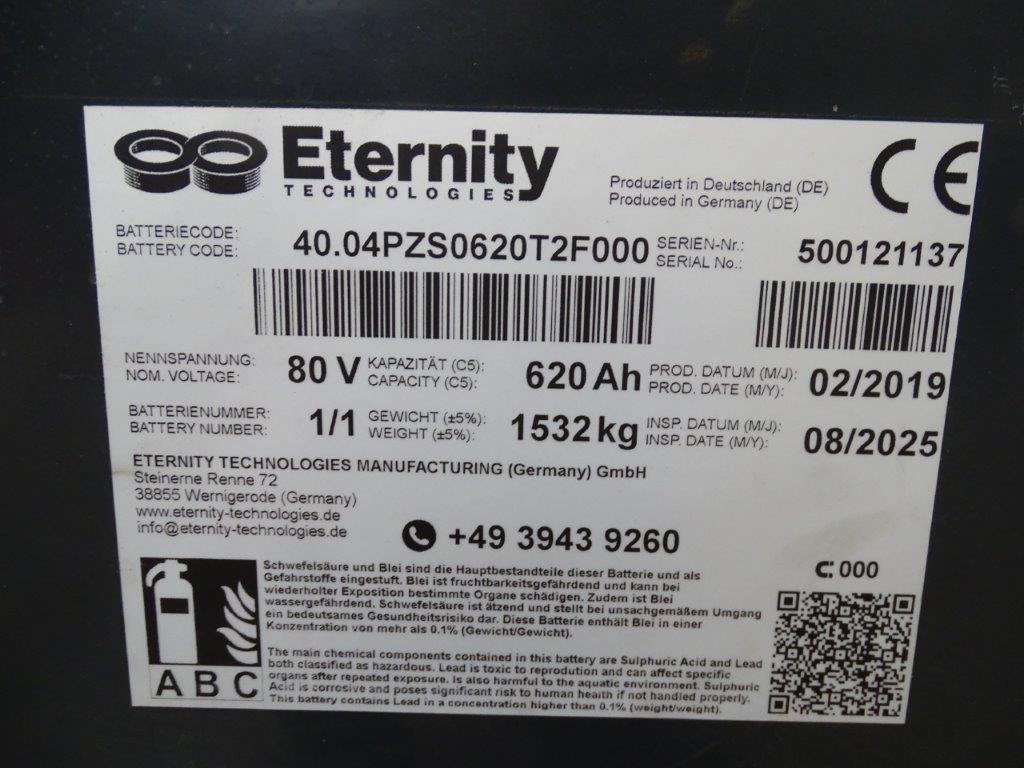 Eternity
TECHNOLOGIES
Produziert in Deutschland (DE)
Produced in Germany (DE)
CE
BATTERIECODE:
BATTERY CODE:
40.04PZS0620T2F000
SERIEN-Nr.:
SERIAL No.:
500121137
NENNSPANNUNG:
NOM. VOLTAGE:
80 V
KAPAZITÄT (C5):
CAPACITY (C5):
620 Ah
PROD. DATUM (M/J):
PROD. DATE (M/Y):
02/2019
BATTERIENUMMER:
BATTERY NUMBER:
1/1
GEWICHT (±5%):
WEIGHT (±5%):
1532 kg
INSP. DATUM (M/J):
INSP. DATE (M/Y):
08/2025
ETERNITY TECHNOLOGIES MANUFACTURING (Germany) GmbH
Steinerne Renne 72
38855 Wernigerode (Germany)
www.eternity-technologies.de
info@eternity-technologies.de
+49 3943 9260
C: 000
Schwefelsäure und Blei sind die Hauptbestandteile dieser Batterie und als
Gefahrstoffe eingestuft. Blei ist fruchtbarkeitsgefährdend und kann bei
wiederholter Exposition bestimmte Organe schädigen. Zudem ist Blei
wassergefährdend. Schwefelsäure ist ätzend und stellt bei unsachgemäßem Umgang
ein bedeutsames Gesundheitsrisiko dar. Diese Batterie enthält Blei in einer
Konzentration von mehr als 0.1% (Gewicht/Gewicht).
The main chemical components contained in this battery are Sulphuric Acid and Lead
both classified as hazardous. Lead is toxic to reprodution and can affect specific
organs after repeated exposure. Is also harmful to the aquatic environment. Sulphuric
Acid is corrosive and poses significant risk to human health if not handled properly.
This battery contains Lead in a concentration higher than 0.1% (weight/weight).
A B C